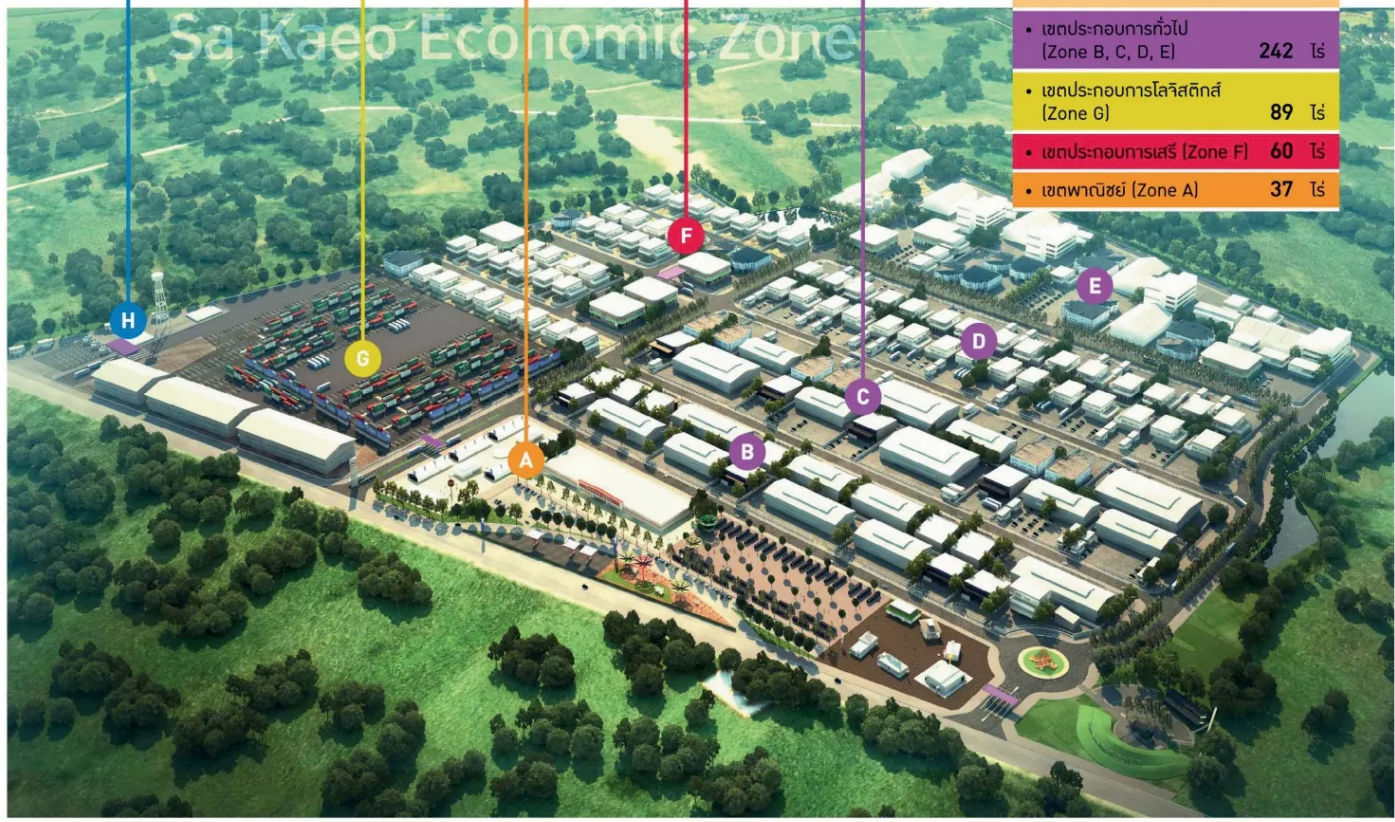 Sa Kaeo Economic Zone
• เขตประกอบการทั่วไป
(Zone B, C, D, E) 242 ไร่
• เขตประกอบการโลจิสติกส์
(Zone G) 89 ไร่
• เขตประกอบการเสรี (Zone F) 60 ไร่
• เขตพาณิชย์ (Zone A) 37 ไร่
F
E
H
D
G
C
B
A